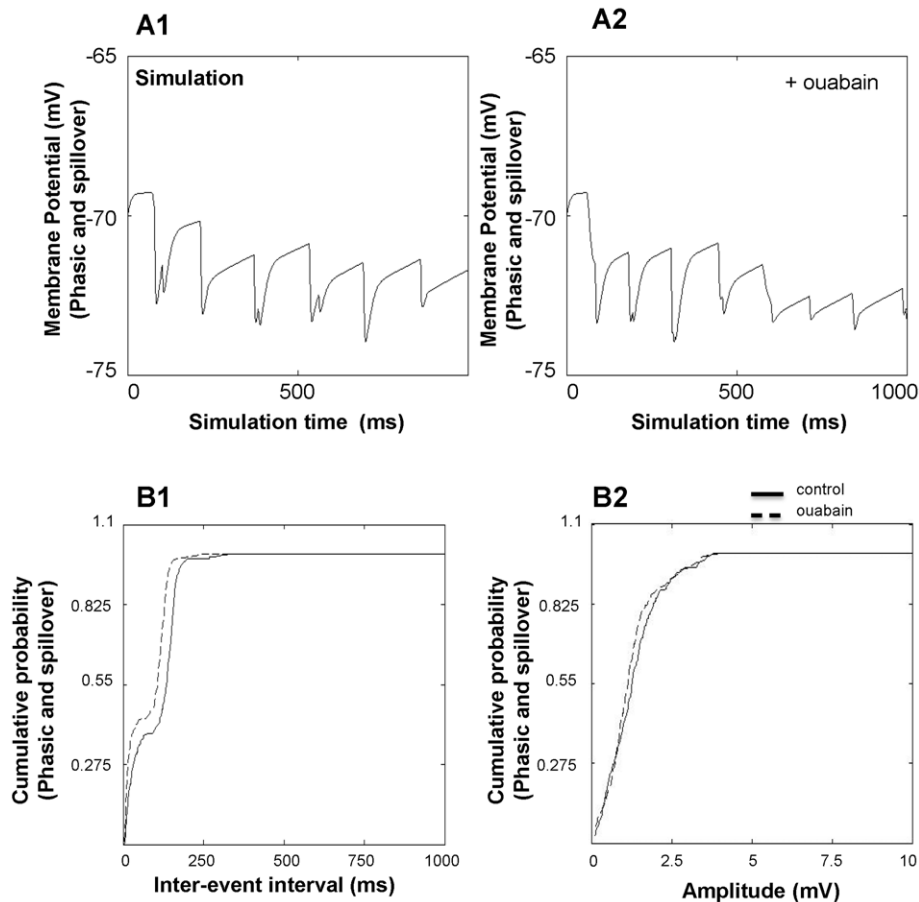 A1
-65
Simulation
-70
-75
Membrane Potential (mV)
(Phasic and spillover)
0
500
Simulation time (ms)
A2
-65
+ ouabain
-70
-75
Membrane Potential (mV)
(Phasic and spillover)
0
500
1000
Simulation time (ms)
B1
1.1
0.825
0.55
0.275
Cumulative probability
(Phasic and spillover)
0
250
500
750
1000
Inter-event interval (ms)
B2
control
ouabain
1.1
0.825
0.55
0.275
Cumulative probability
(Phasic and spillover)
0
2.5
5
7.5
10
Amplitude (mV)